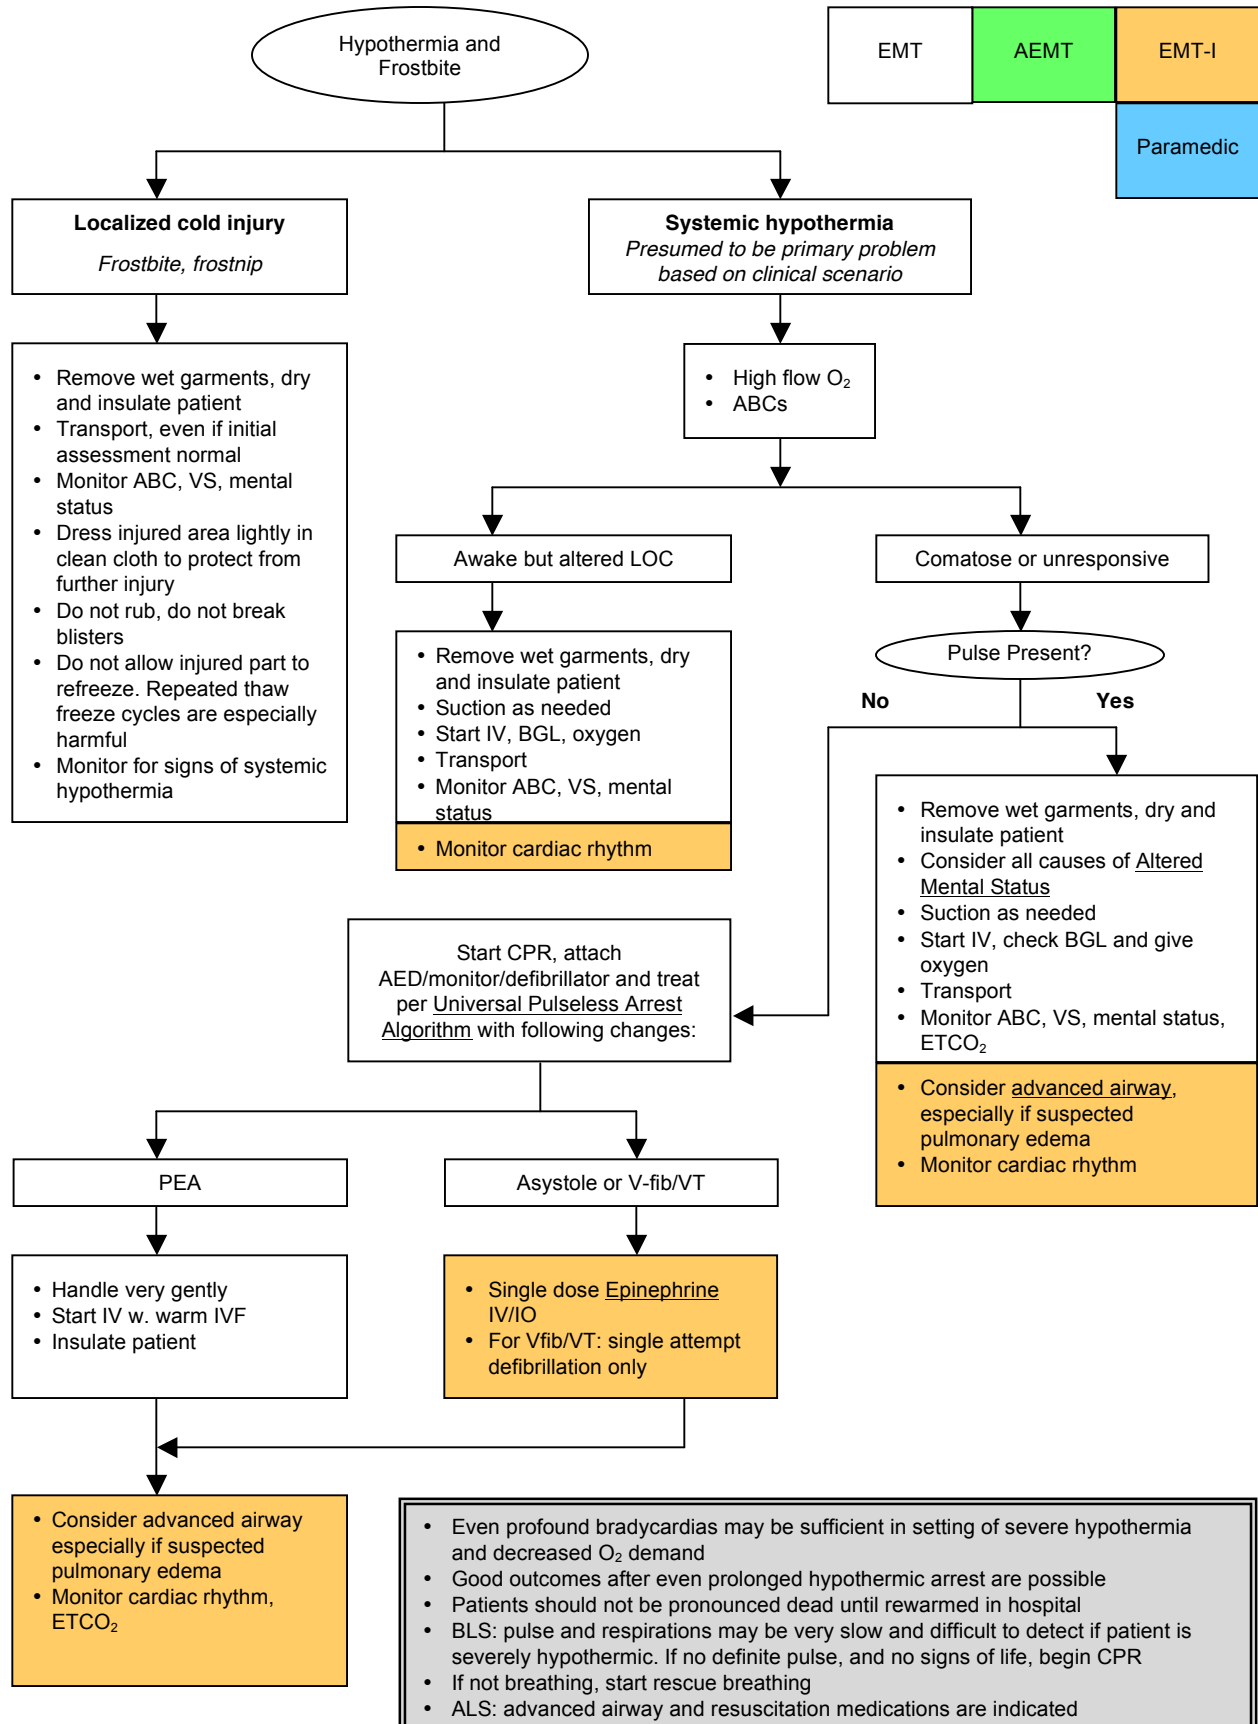 Hypothermia and
Frostbite
EMT
AEMT
EMT-I
Paramedic
Localized cold injury
Frostbite, frostnip
Systemic hypothermia
Presumed to be primary problem
based on clinical scenario
• Remove wet garments, dry
and insulate patient
• Transport, even if initial
assessment normal
• Monitor ABC, VS, mental
status
• Dress injured area lightly in
clean cloth to protect from
further injury
• Do not rub, do not break
blisters
• Do not allow injured part to
refreeze. Repeated thaw
freeze cycles are especially
harmful
• Monitor for signs of systemic
hypothermia
• High flow O₂
• ABCs
Awake but altered LOC
Comatose or unresponsive
• Remove wet garments, dry
and insulate patient
• Suction as needed
• Start IV, BGL, oxygen
• Transport
• Monitor ABC, VS, mental
status
• Monitor cardiac rhythm
Pulse Present?
No
Yes
• Remove wet garments, dry and
insulate patient
• Consider all causes of Altered
Mental Status
• Suction as needed
• Start IV, check BGL and give
oxygen
• Transport
• Monitor ABC, VS, mental status,
ETCO₂
• Consider advanced airway,
especially if suspected
pulmonary edema
• Monitor cardiac rhythm
Start CPR, attach
AED/monitor/defibrillator and treat
per Universal Pulseless Arrest
Algorithm with following changes:
PEA
Asystole or V-fib/VT
• Handle very gently
• Start IV w. warm IVF
• Insulate patient
• Single dose Epinephrine
IV/IO
• For Vfib/VT: single attempt
defibrillation only
• Consider advanced airway
especially if suspected
pulmonary edema
• Monitor cardiac rhythm,
ETCO₂
• Even profound bradycardias may be sufficient in setting of severe hypothermia
and decreased O₂ demand
• Good outcomes after even prolonged hypothermic arrest are possible
• Patients should not be pronounced dead until rewarmed in hospital
• BLS: pulse and respirations may be very slow and difficult to detect if patient is
severely hypothermic. If no definite pulse, and no signs of life, begin CPR
• If not breathing, start rescue breathing
• ALS: advanced airway and resuscitation medications are indicated